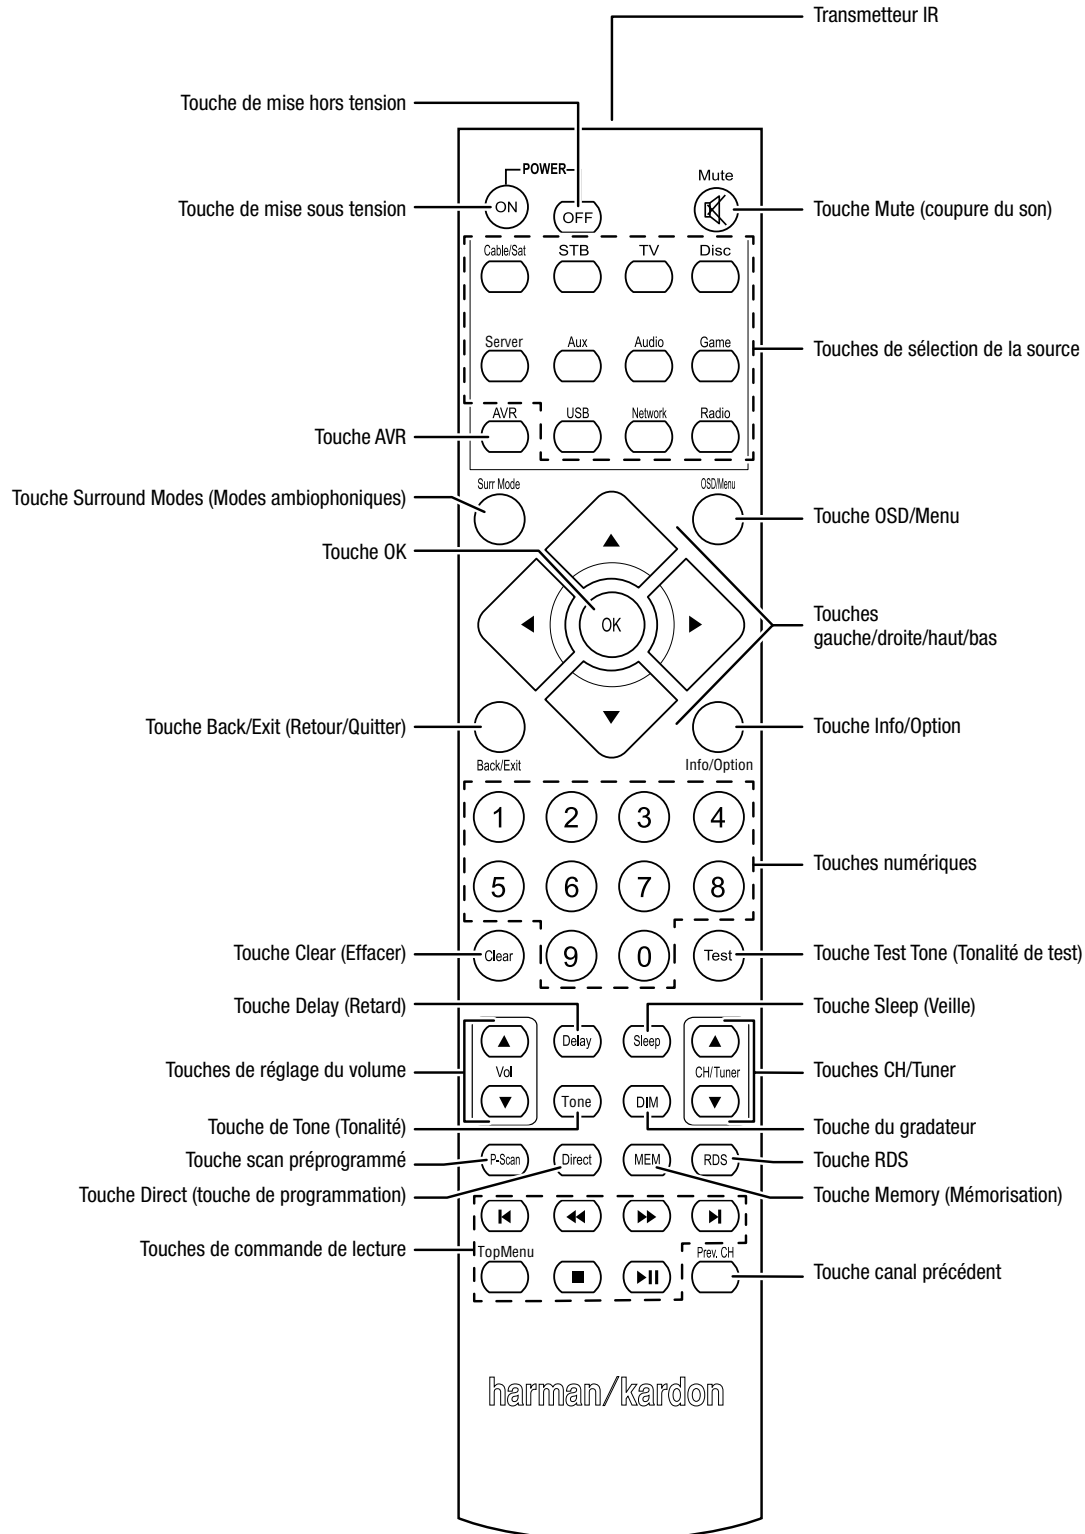 Transmetteur IR
Touche de mise hors tension
POWER
Mute
ON
OFF
Touche de mise sous tension
Touche Mute (coupure du son)
Cable/Sat STB TV Disc
Server Aux Audio Game
Touches de sélection de la source
AVR USB Network Radio
Touche AVR
Surr Mode
OSD/Menu
Touche Surround Modes (Modes ambiophoniques)
Touche OSD/Menu
Touche OK
OK
Touches
gauche/droite/haut/bas
Touche Back/Exit (Retour/Quitter)
Touche Info/Option
Back/Exit
Info/Option
1 2 3 4
Touches numériques
5 6 7 8
Touche Clear (Effacer)
Clear 9 0 Test
Touche Test Tone (Tonalité de test)
Touche Delay (Retard)
Touche Sleep (Veille)
Delay Sleep
Touches de réglage du volume
Vol
CH/Tuner
Touches CH/Tuner
Tone DIM
Touche de Tone (Tonalité)
Touche du gradateur
Touche scan préprogrammé
P-Scan Direct MEM RDS
Touche RDS
Touche Direct (touche de programmation)
Touche Memory (Mémorisation)
Touches de commande de lecture
TopMenu
Prev. CH
Touche canal précédent
harman/kardon